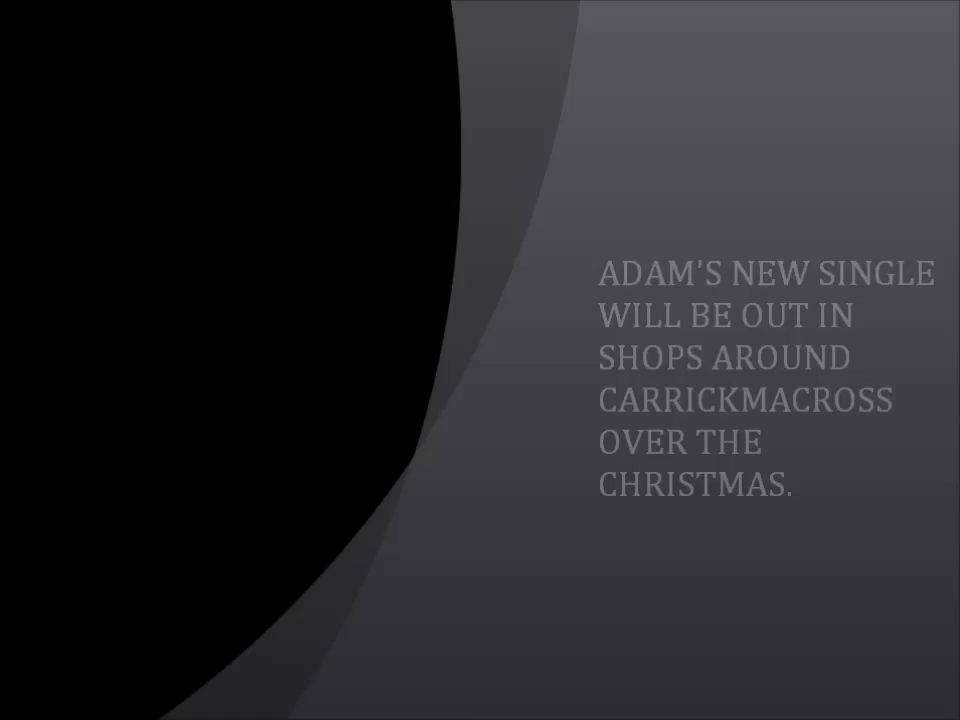 ADAM'S NEW SINGLE
WILL BE OUT IN
SHOPS AROUND
CARRICKMACROSS
OVER THE
CHRISTMAS.